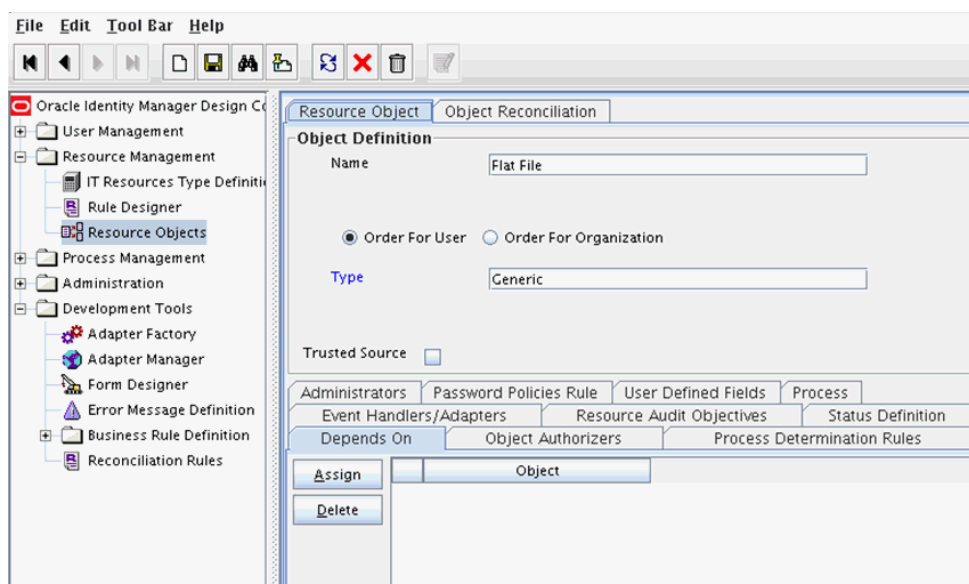 File Edit Tool Bar Help
Oracle Identity Manager Design Co
User Management
Resource Management
IT Resources Type Definiti
Rule Designer
Resource Objects
Process Management
Administration
Development Tools
Adapter Factory
Adapter Manager
Form Designer
Error Message Definition
Business Rule Definition
Reconciliation Rules
Resource Object Object Reconciliation
Object Definition
Name Flat File
Order For User Order For Organization
Type Generic
Trusted Source
Administrators Password Policies Rule User Defined Fields Process
Event Handlers/Adapters Resource Audit Objectives Status Definition
Depends On Object Authorizers Process Determination Rules
Assign Object
Delete